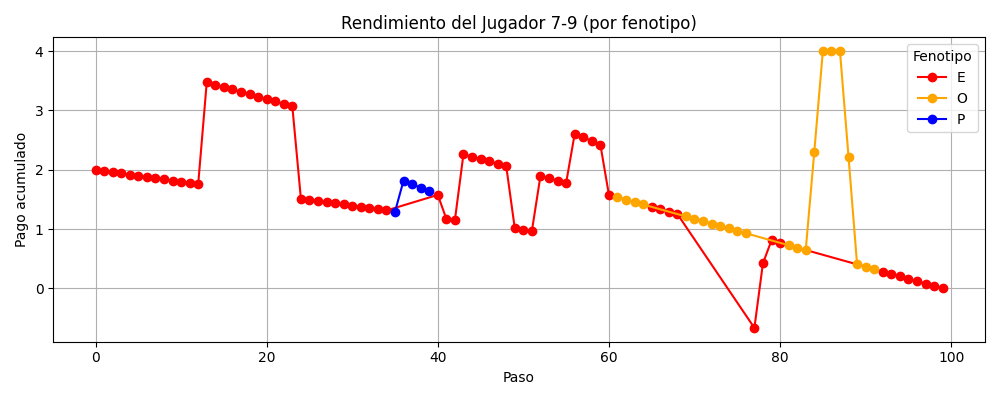 Rendimiento del Jugador 7-9 (por fenotipo)
Pago acumulado
4
3
2
1
0
0 20 40 60 80 100
Paso
Fenotipo
E
O
P